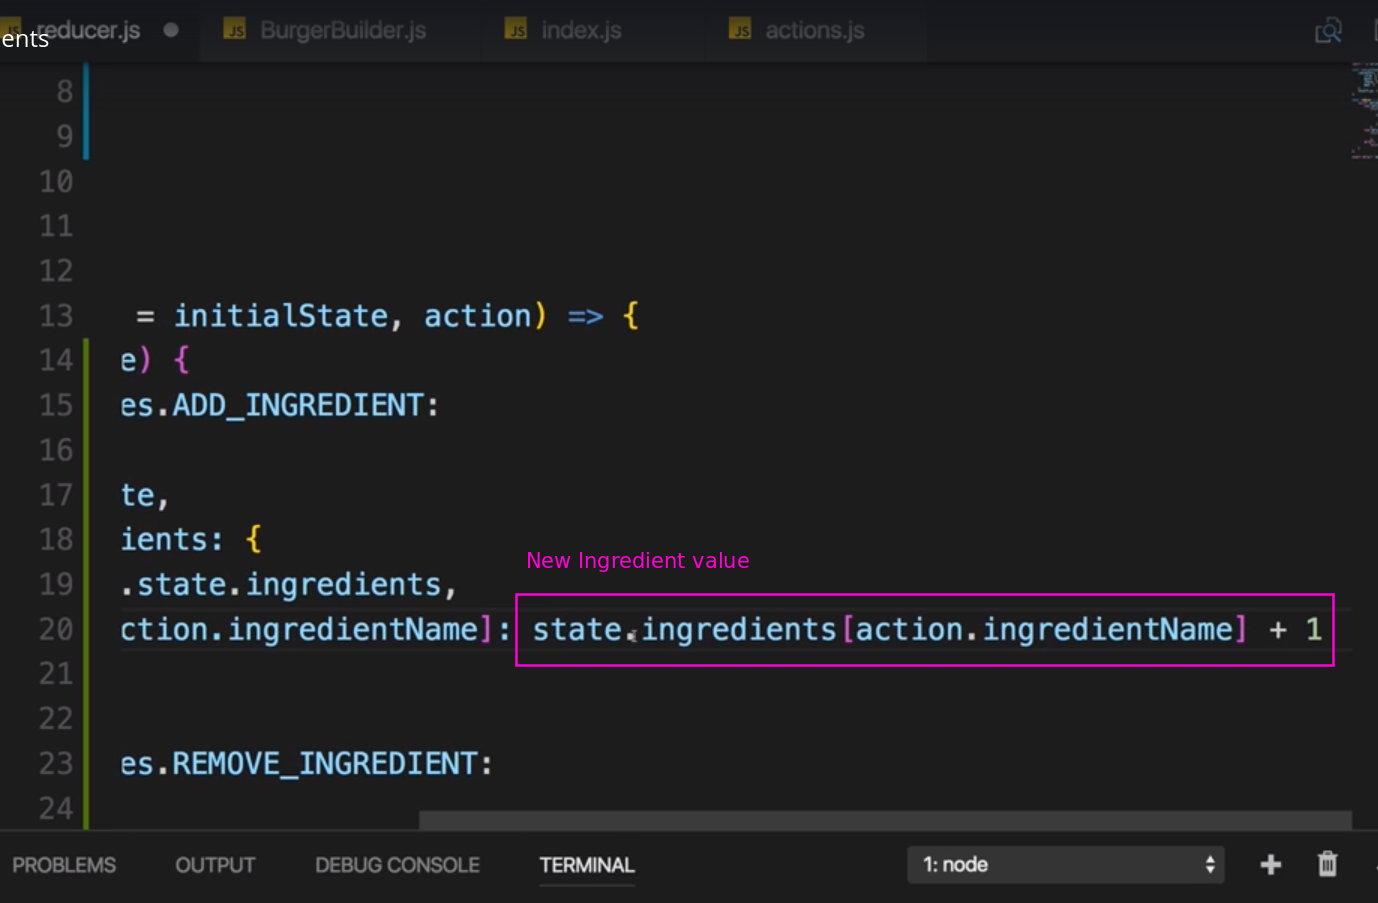 reducer.js BurgerBuilder.js index.js actions.js
ents
8
9
10
11
12
13 = initialState, action) => {
14 e) {
15 es.ADD_INGREDIENT:
16
17 te,
18 ients: {
New Ingredient value
19 .state.ingredients,
20 ction.ingredientName]: state.ingredients[action.ingredientName] + 1
21
22
23 es.REMOVE_INGREDIENT:
24
PROBLEMS OUTPUT DEBUG CONSOLE TERMINAL 1: node